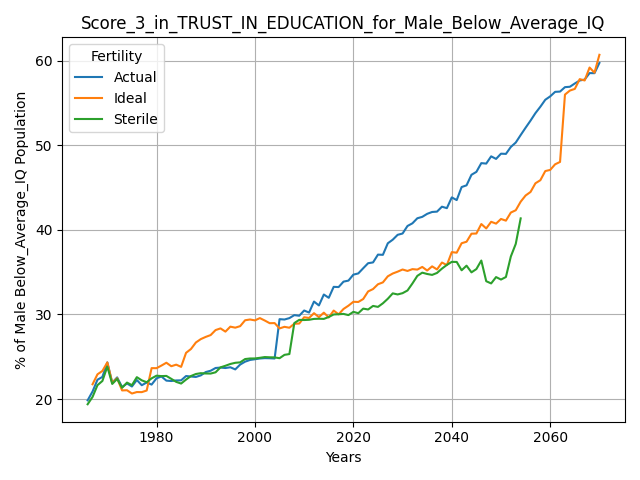 Score_3_in_TRUST_IN_EDUCATION_for_Male_Below_Average_IQ
Fertility
Actual
Ideal
Sterile
% of Male Below_Average_IQ Population
60
50
40
30
20
1980
2000
2020
2040
2060
Years